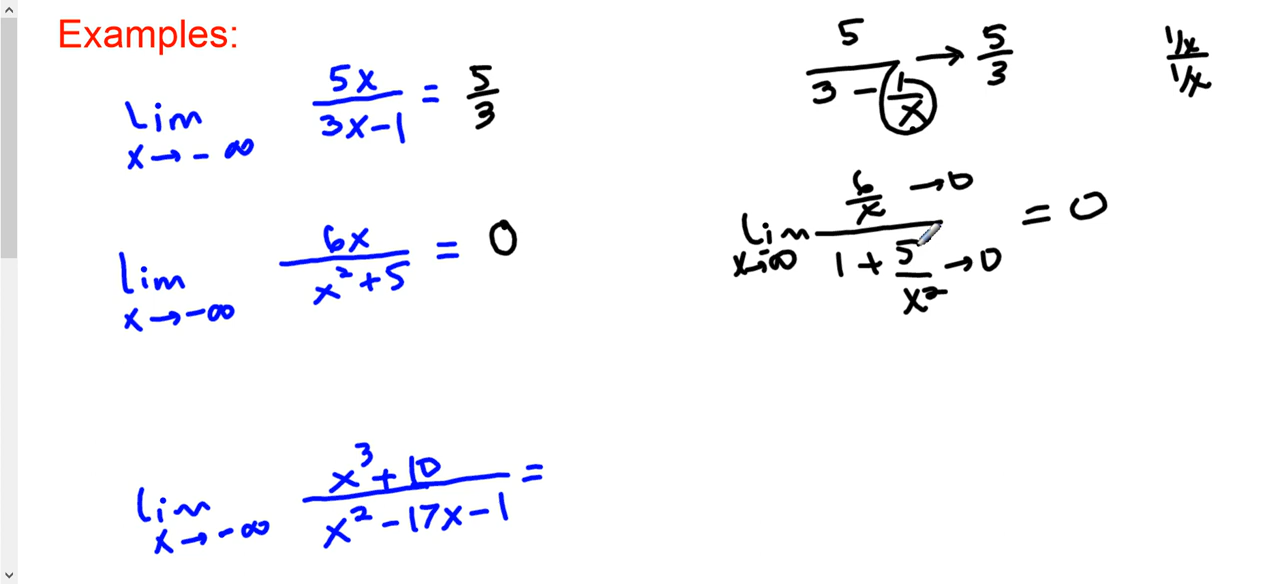 Examples:
lim x→-∞ 5x/(3x-1) = 5/3
5/(3 - 1/x) → 5/3
1/x / 1/x
lim x→-∞ 6x/(x²+5) = 0
lim x→∞ (6/x →0)/(1 + 5/x² →0) = 0
lim x→-∞ (x³+10)/(x²-17x-1) =